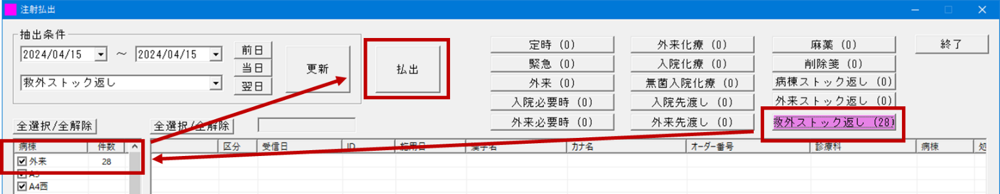 注射払出
抽出条件
2024/04/15 ～ 2024/04/15
前日
当日
翌日
更新
払出
救外ストック返し
定時 (0)
緊急 (0)
外来 (0)
入院必要時 (0)
外来必要時 (0)
外来化療 (0)
入院化療 (0)
無菌入院化療 (0)
入院先渡し (0)
外来先渡し (0)
麻薬 (0)
削除箋 (0)
病棟ストック返し (0)
外来ストック返し (0)
救外ストック返し (28)
終了
全選択/全解除
全選択/全解除
病棟 件数
外来 28
A3
A4西
区分 受信日 ID 施用日 漢字名 カナ名 オーダー番号 診療科 病棟 処